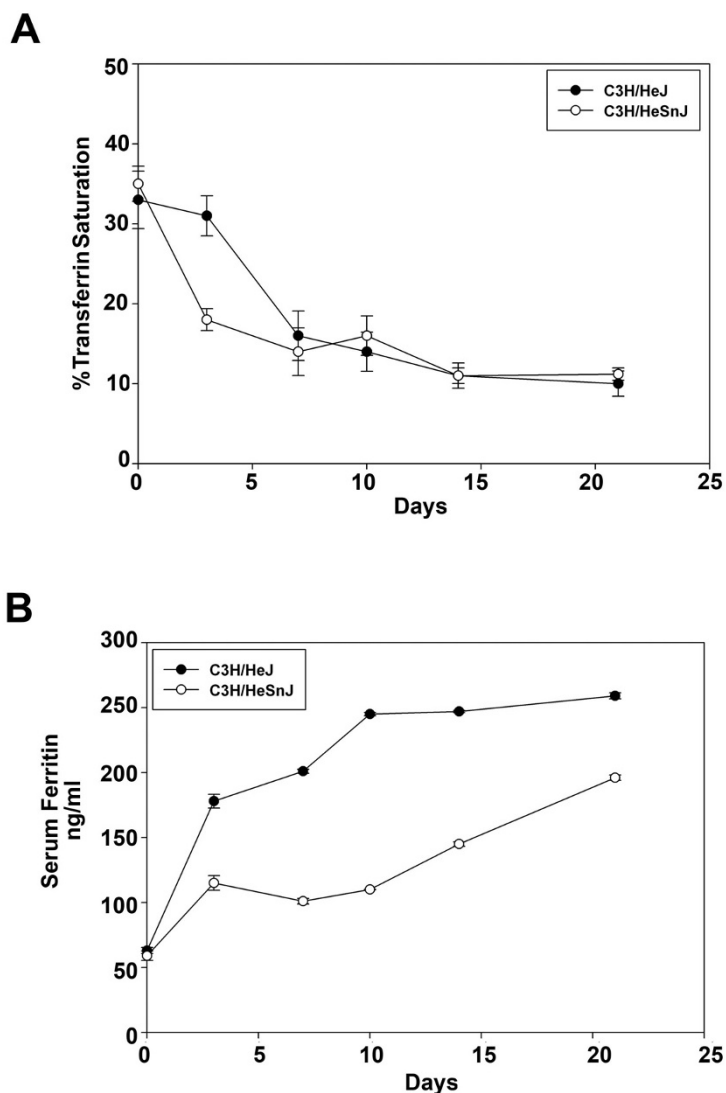 A
50
40
30
20
10
0
% Transferrin Saturation
C3H/HeJ
C3H/HeSnJ
0 5 10 15 20 25
Days
B
300
250
200
150
100
50
0
Serum Ferritin
ng/ml
C3H/HeJ
C3H/HeSnJ
0 5 10 15 20 25
Days